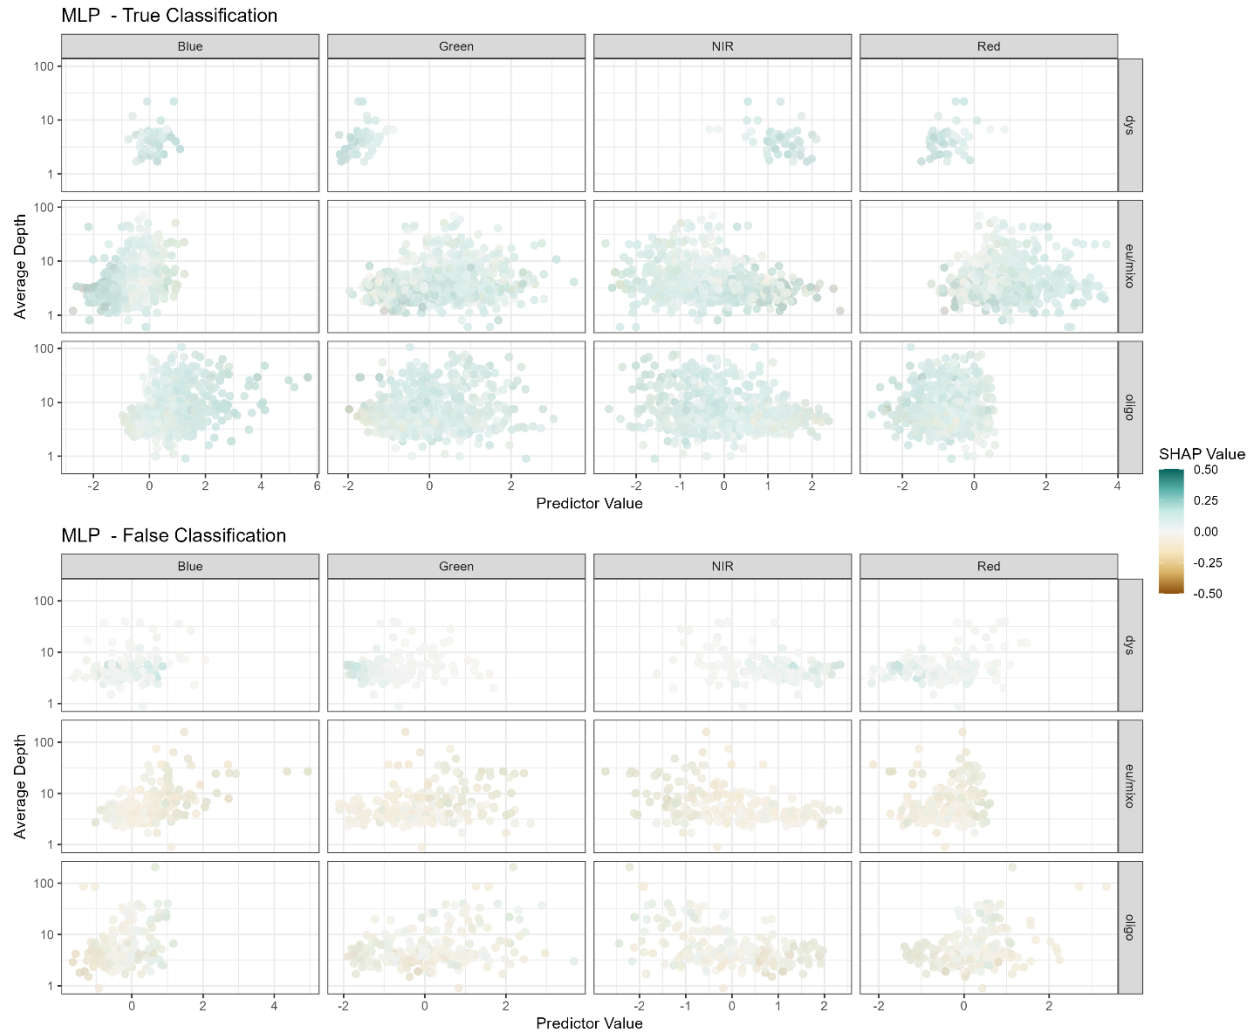 MLP  - True Classification
Blue
Green
NIR
Red
100
10
1
dys
100
10
1
eu/mixo
100
10
1
oligo
Average Depth
-2 0 2 4 6
-2 0 2
-2 -1 0 1 2
-2 0 2 4
Predictor Value
SHAP Value
0.50
0.25
0.00
-0.25
-0.50
MLP  - False Classification
Blue
Green
NIR
Red
100
10
1
dys
100
10
1
eu/mixo
100
10
1
oligo
Average Depth
0 2 4
-2 0 2
-2 -1 0 1 2
-2 0 2
Predictor Value